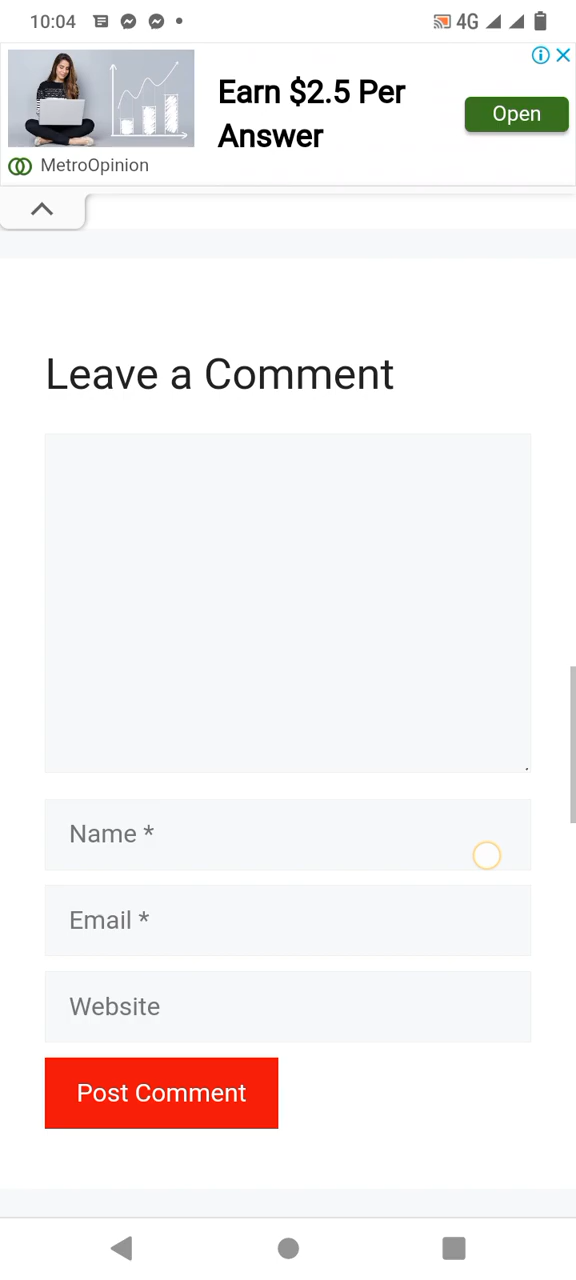 10:04
4G
Earn $2.5 Per
Answer
Open
MetroOpinion
Leave a Comment
Name *
Email *
Website
Post Comment